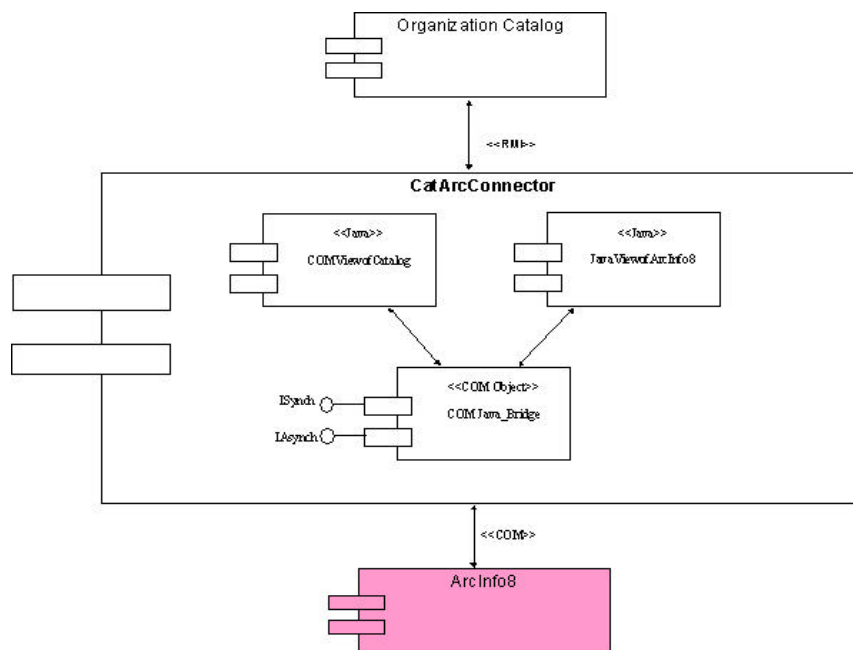 Organization Catalog
<<RMI>>
CatArcConnector
<<Java>>
COMViewofCatalog
<<Java>>
JavaViewofArcInfo8
<<COM Object>>
COMJava_Bridge
ISynch
IAsynch
<<COM>>
ArcInfo8